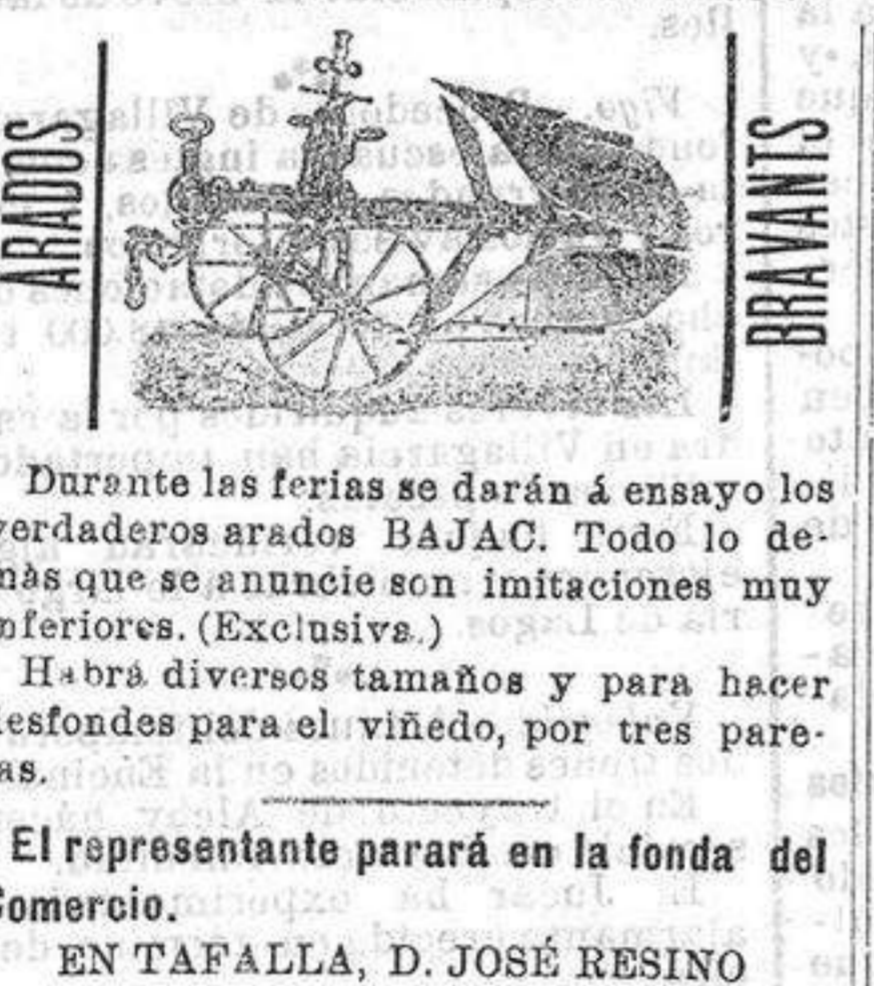 ARADOS
BRAVANTS
Durante las ferias se darán á ensayo los
verdaderos arados BAJAC. Todo lo de-
màs que se anuncie son imitaciones muy
inferiores. (Exclusiva.)
Habrá diversos tamaños y para hacer
desfondes para el viñedo, por tres pare-
jas.
El representante parará en la fonda del
Comercio.
EN TAFALLA, D. JOSÉ RESINO